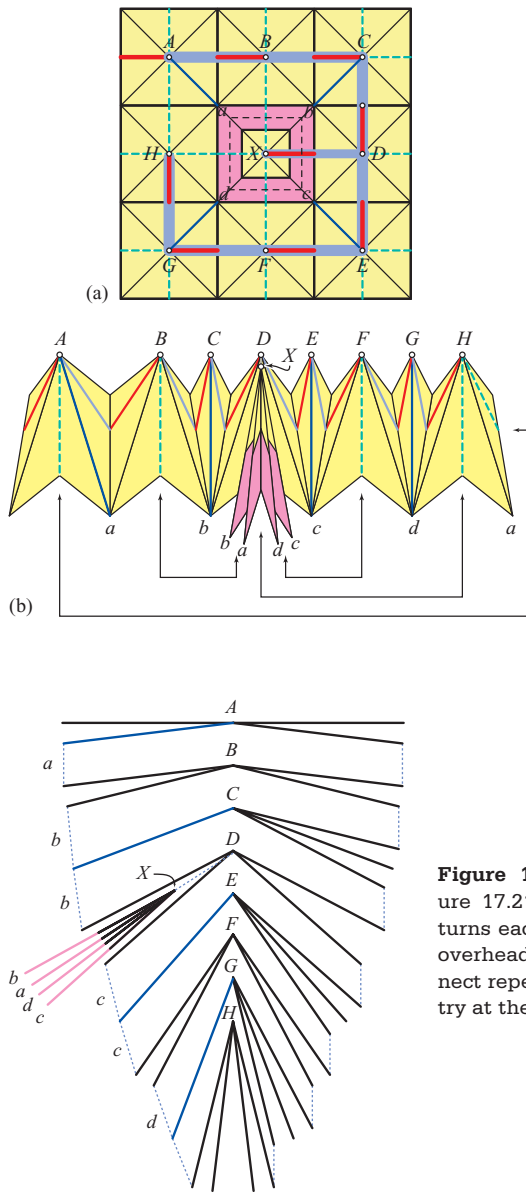 A B C
a b
H X D
d c
G F E
(a)
A B C D E F G H
X
a b c d a
b a d c
(b)
A
a
B
b
C
D
X
b
E
F
b
a
d
c
c
G
c
H
d
Figure 1
ure 17.2
turns eac
overhead
nect repe
try at the